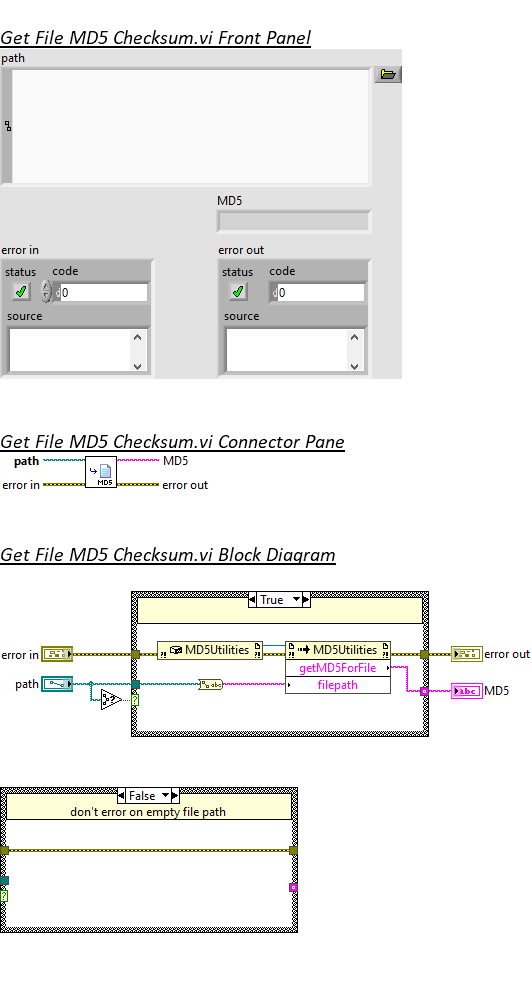 Get File MD5 Checksum.vi Front Panel
path
MD5
error in
error out
status code
status code
0
0
source
source
Get File MD5 Checksum.vi Connector Pane
path MD5
MD5
error in error out
Get File MD5 Checksum.vi Block Diagram
True
error in MD5Utilities MD5Utilities error out
getMD5ForFile
path filepath abc MD5
?
?
False
don't error on empty file path
?